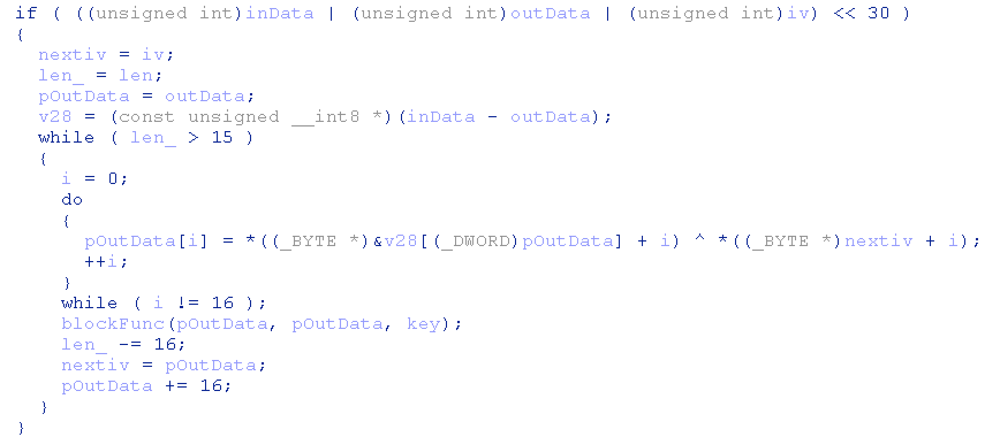 if ( ((unsigned int)inData | (unsigned int)outData | (unsigned int)iv) << 30 )
{
nextiv = iv;
len_ = len;
pOutData = outData;
v28 = (const unsigned __int8 *)(inData - outData);
while ( len_ > 15 )
{
i = 0;
do
{
pOutData[i] = *((_BYTE *)&v28[(_DWORD)pOutData] + i) ^ *((_BYTE *)nextiv + i);
++i;
}
while ( i != 16 );
blockFunc(pOutData, pOutData, key);
len_ -= 16;
nextiv = pOutData;
pOutData += 16;
}
}